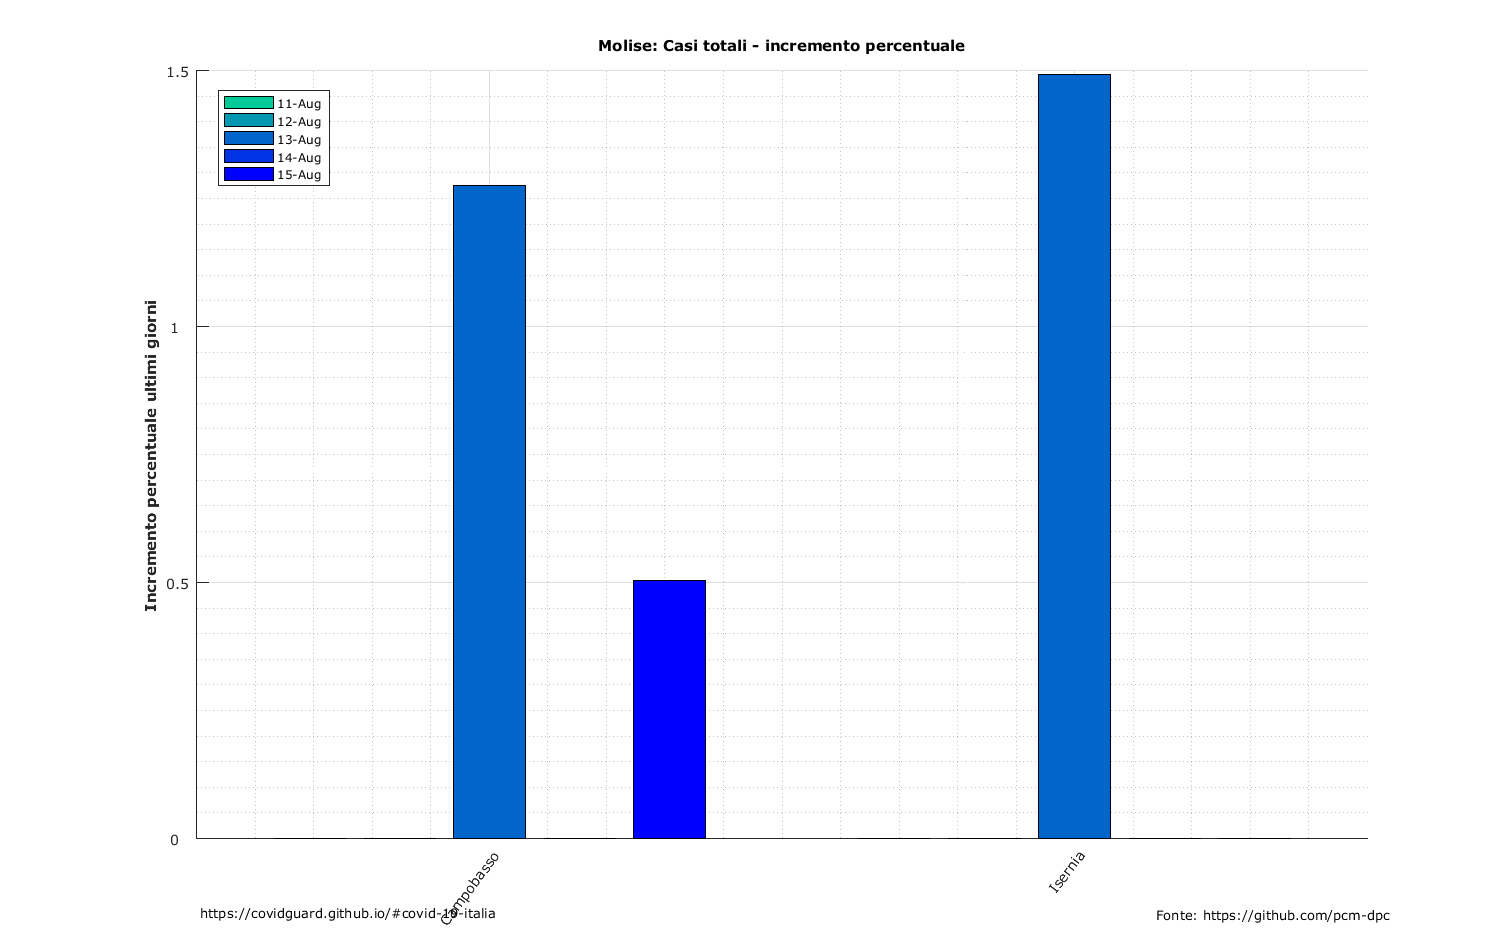 Molise: Casi totali - incremento percentuale
1.5
11-Aug
12-Aug
13-Aug
14-Aug
15-Aug
Incremento percentuale ultimi giorni
1
0.5
0
Campobasso
Isernia
https://covidguard.github.io/#covid-19-italia
Fonte: https://github.com/pcm-dpc